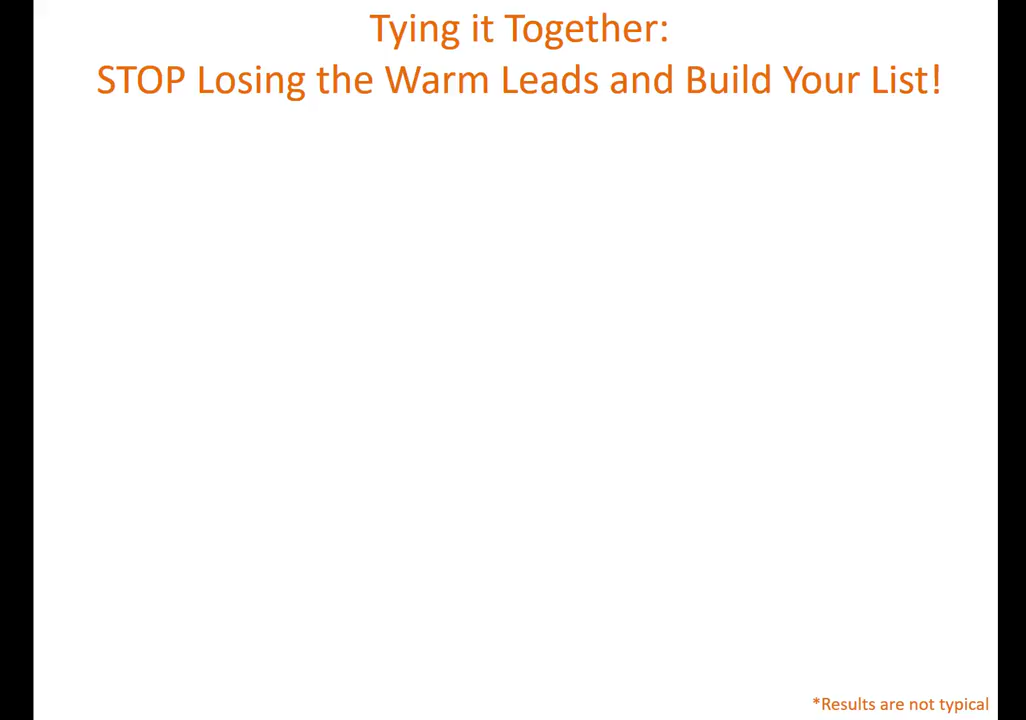 Tying it Together:
STOP Losing the Warm Leads and Build Your List!
*Results are not typical